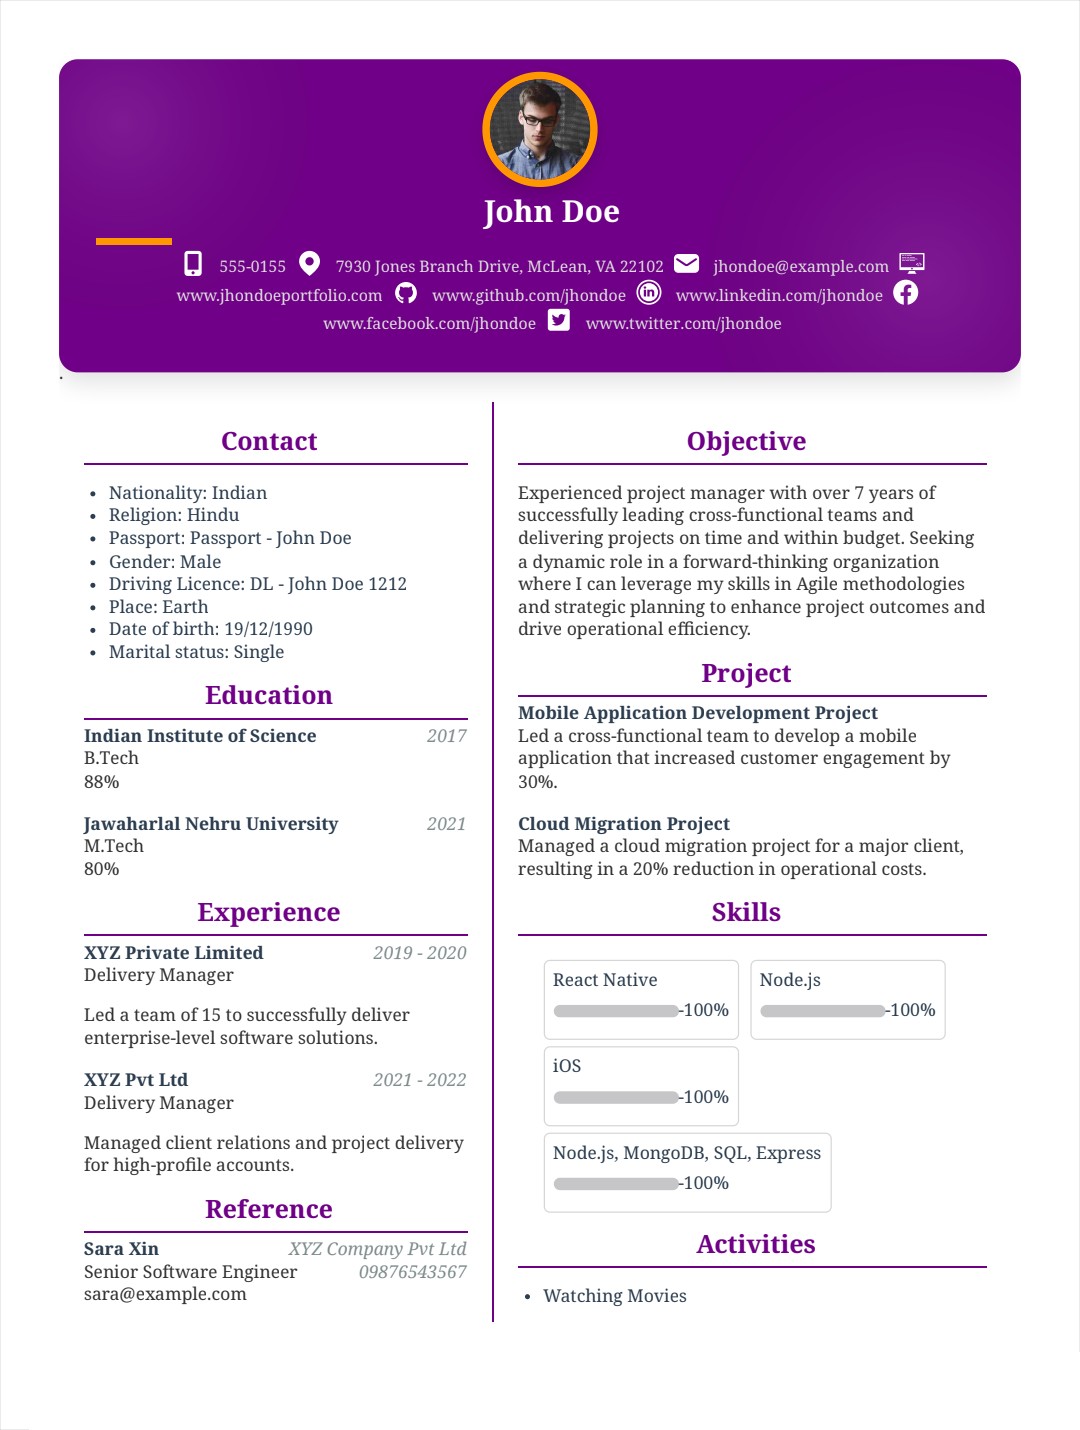 John Doe
555-0155 7930 Jones Branch Drive, McLean, VA 22102 jhondoe@example.com
www.jhondoeportfolio.com www.github.com/jhondoe www.linkedin.com/jhondoe
www.facebook.com/jhondoe www.twitter.com/jhondoe
.
Contact
• Nationality: Indian
• Religion: Hindu
• Passport: Passport - John Doe
• Gender: Male
• Driving Licence: DL - John Doe 1212
• Place: Earth
• Date of birth: 19/12/1990
• Marital status: Single
Education
Indian Institute of Science 2017
B.Tech
88%
Jawaharlal Nehru University 2021
M.Tech
80%
Experience
XYZ Private Limited 2019 - 2020
Delivery Manager
Led a team of 15 to successfully deliver
enterprise-level software solutions.
XYZ Pvt Ltd 2021 - 2022
Delivery Manager
Managed client relations and project delivery
for high-profile accounts.
Reference
Sara Xin XYZ Company Pvt Ltd
Senior Software Engineer 09876543567
sara@example.com
Objective
Experienced project manager with over 7 years of
successfully leading cross-functional teams and
delivering projects on time and within budget. Seeking
a dynamic role in a forward-thinking organization
where I can leverage my skills in Agile methodologies
and strategic planning to enhance project outcomes and
drive operational efficiency.
Project
Mobile Application Development Project
Led a cross-functional team to develop a mobile
application that increased customer engagement by
30%.
Cloud Migration Project
Managed a cloud migration project for a major client,
resulting in a 20% reduction in operational costs.
Skills
React Native
-100%
Node.js
-100%
iOS
-100%
Node.js, MongoDB, SQL, Express
-100%
Activities
• Watching Movies